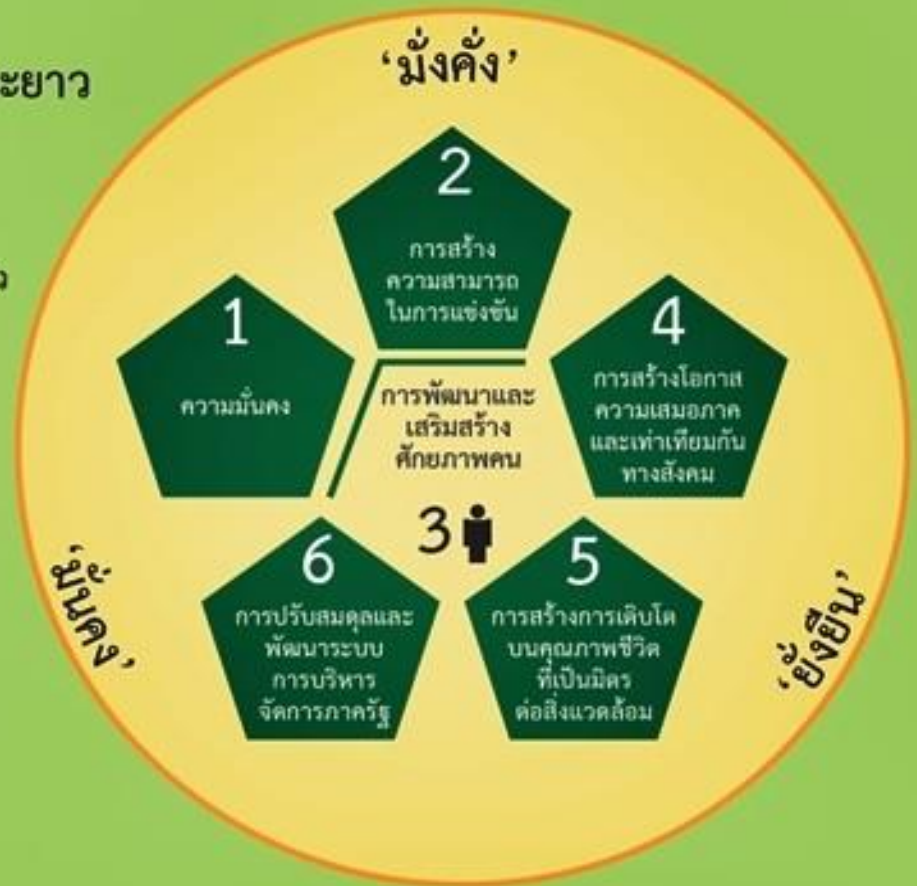 ะยาว
‘มั่งคั่ง’
2
การสร้าง
ความสามารถ
ในการแข่งขัน
1
ความมั่นคง
4
การสร้างโอกาส
ความเสมอภาค
และเท่าเทียมกัน
ทางสังคม
การพัฒนาและ
เสริมสร้าง
ศักยภาพคน
3
6
การปรับสมดุลและ
พัฒนาระบบ
การบริหาร
จัดการภาครัฐ
5
การสร้างการเติบโต
บนคุณภาพชีวิต
ที่เป็นมิตร
ต่อสิ่งแวดล้อม
‘มั่นคง’
‘ยั่งยืน’